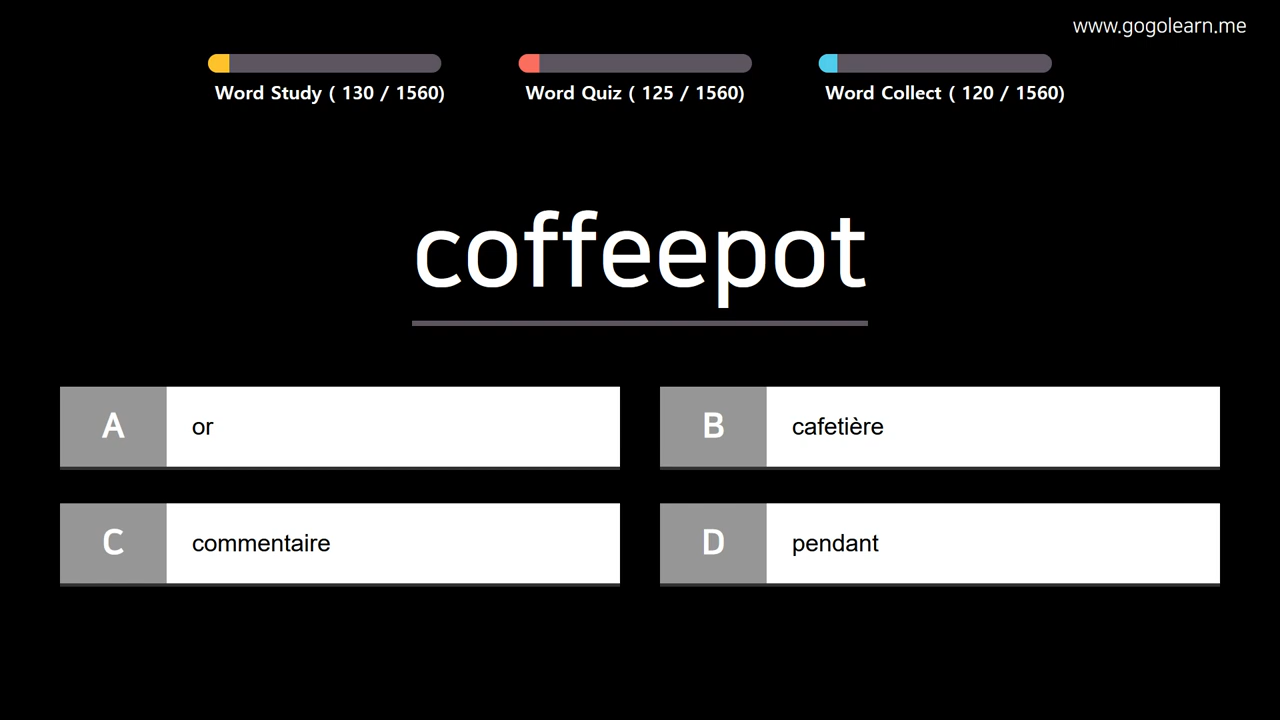 www.gogolearn.me
Word Study ( 130 / 1560)
Word Quiz ( 125 / 1560)
Word Collect ( 120 / 1560)
coffeepot
A or
B cafetière
C commentaire
D pendant